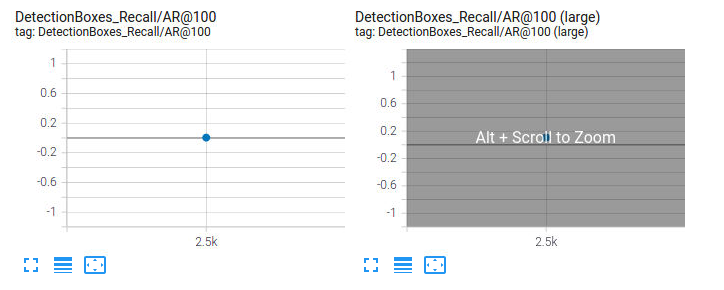 DetectionBoxes_Recall/AR@100
tag: DetectionBoxes_Recall/AR@100
1
0.6
0.2
-0.2
-0.6
-1
2.5k
DetectionBoxes_Recall/AR@100 (large)
tag: DetectionBoxes_Recall/AR@100 (large)
1
0.6
0.2
-0.2
-0.6
-1
Alt + Scroll to Zoom
2.5k